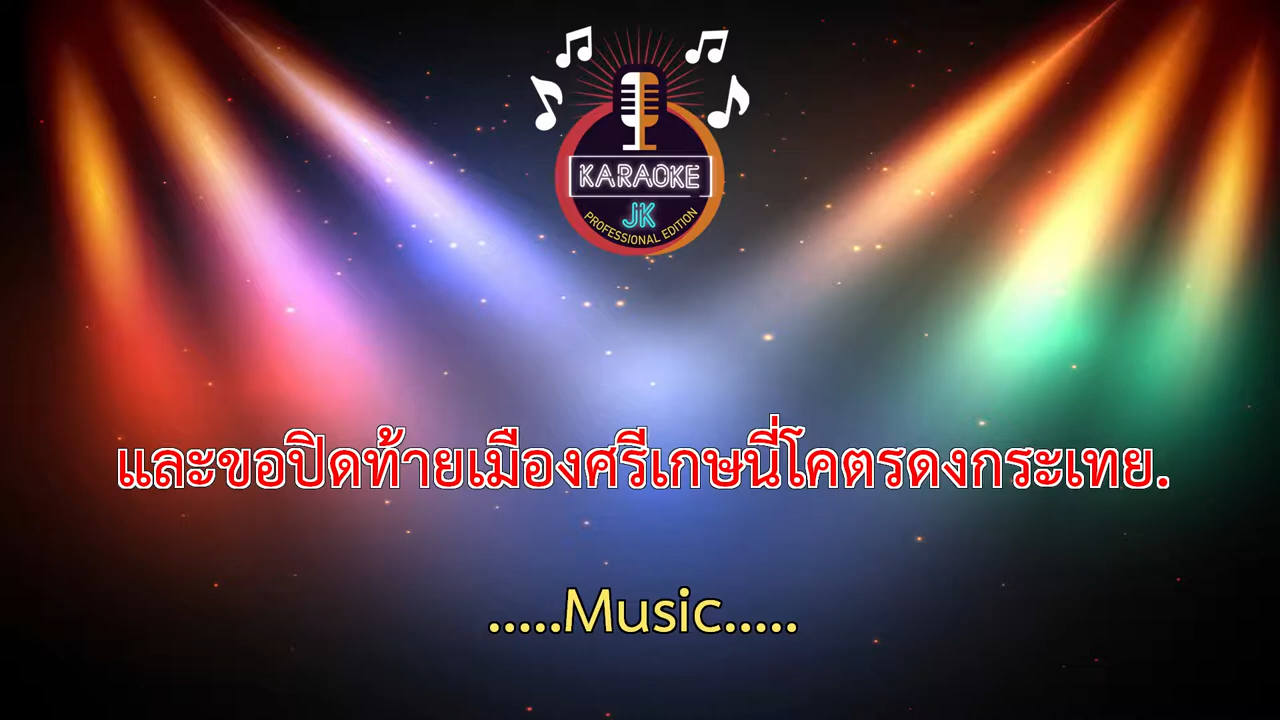 KARAOKE
JK
PROFESSIONAL EDITION
และขอปิดท้ายเมืองศรีเกษนี่โคตรดงกระเทย.
.....Music.....